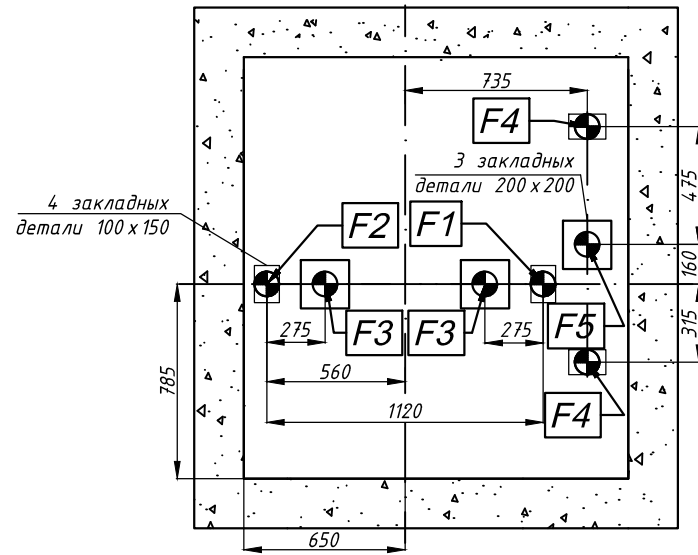 735
F4
3 закладных
детали 200 x 200
475
4 закладных
детали 100 x 150
F2
F1
160
275
F3
F3
275
F5
315
560
785
1120
F4
650